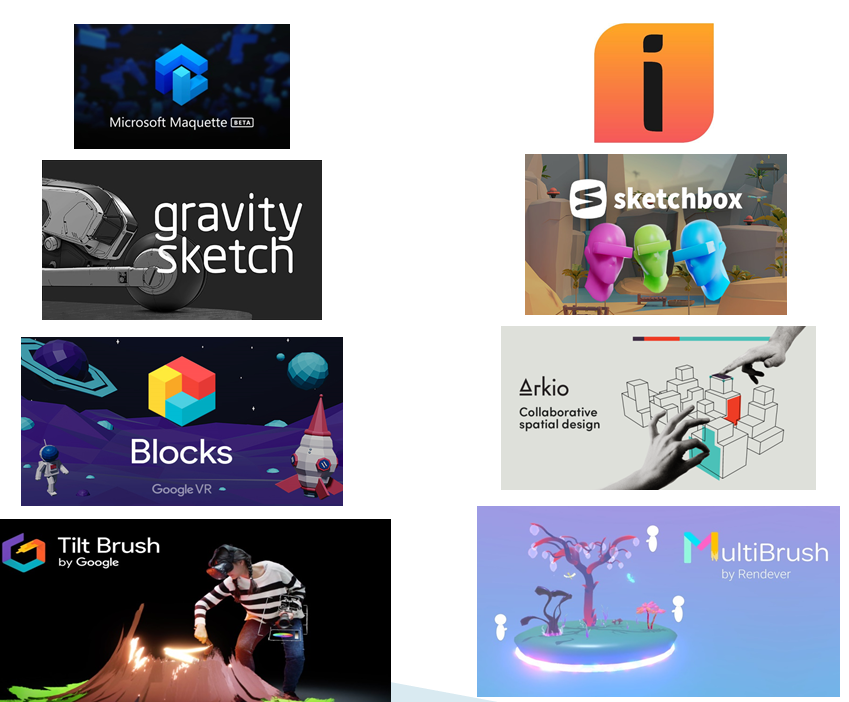 Microsoft Maquette BETA
gravity
sketch
Blocks
Google VR
Tilt Brush
by Google
i
sketchbox
Arkio
Collaborative
spatial design
MultiBrush
by Rendever